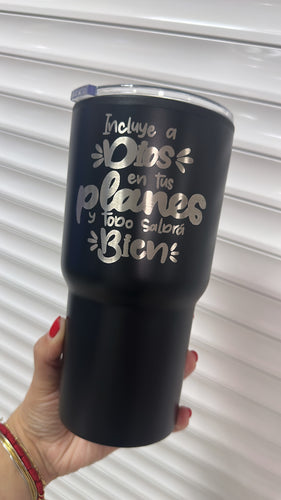 Incluye a
Dios
en tus
planes
y Todo Saldrá
Bien